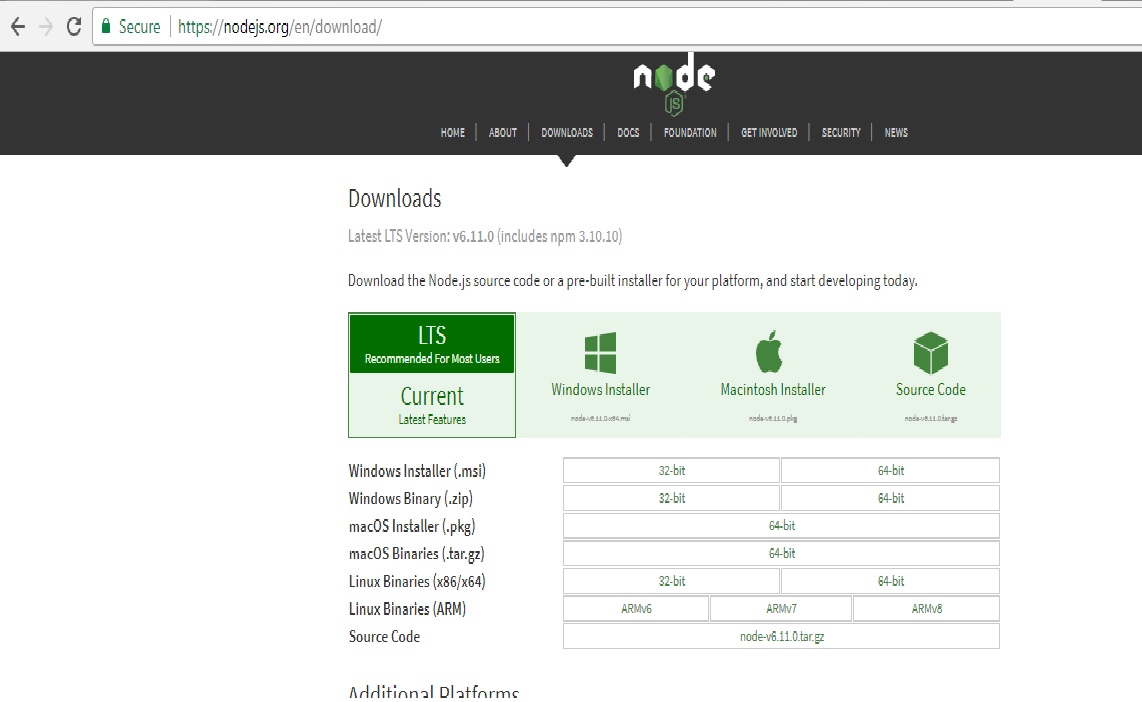 Secure https://nodejs.org/en/download/
node
JS
HOME ABOUT DOWNLOADS DOCS FOUNDATION GET INVOLVED SECURITY NEWS
Downloads
Latest LTS Version: v6.11.0 (includes npm 3.10.10)
Download the Node.js source code or a pre-built installer for your platform, and start developing today.
LTS
Recommended For Most Users
Current
Latest Features
Windows Installer
node-v6.11.0-x64.msi
Macintosh Installer
node-v6.11.0.pkg
Source Code
node-v6.11.0.tar.gz
Windows Installer (.msi) 32-bit 64-bit
Windows Binary (.zip) 32-bit 64-bit
macOS Installer (.pkg) 64-bit
macOS Binaries (.tar.gz) 64-bit
Linux Binaries (x86/x64) 32-bit 64-bit
Linux Binaries (ARM) ARMv6 ARMv7 ARMv8
Source Code node-v6.11.0.tar.gz
Additional Platforms